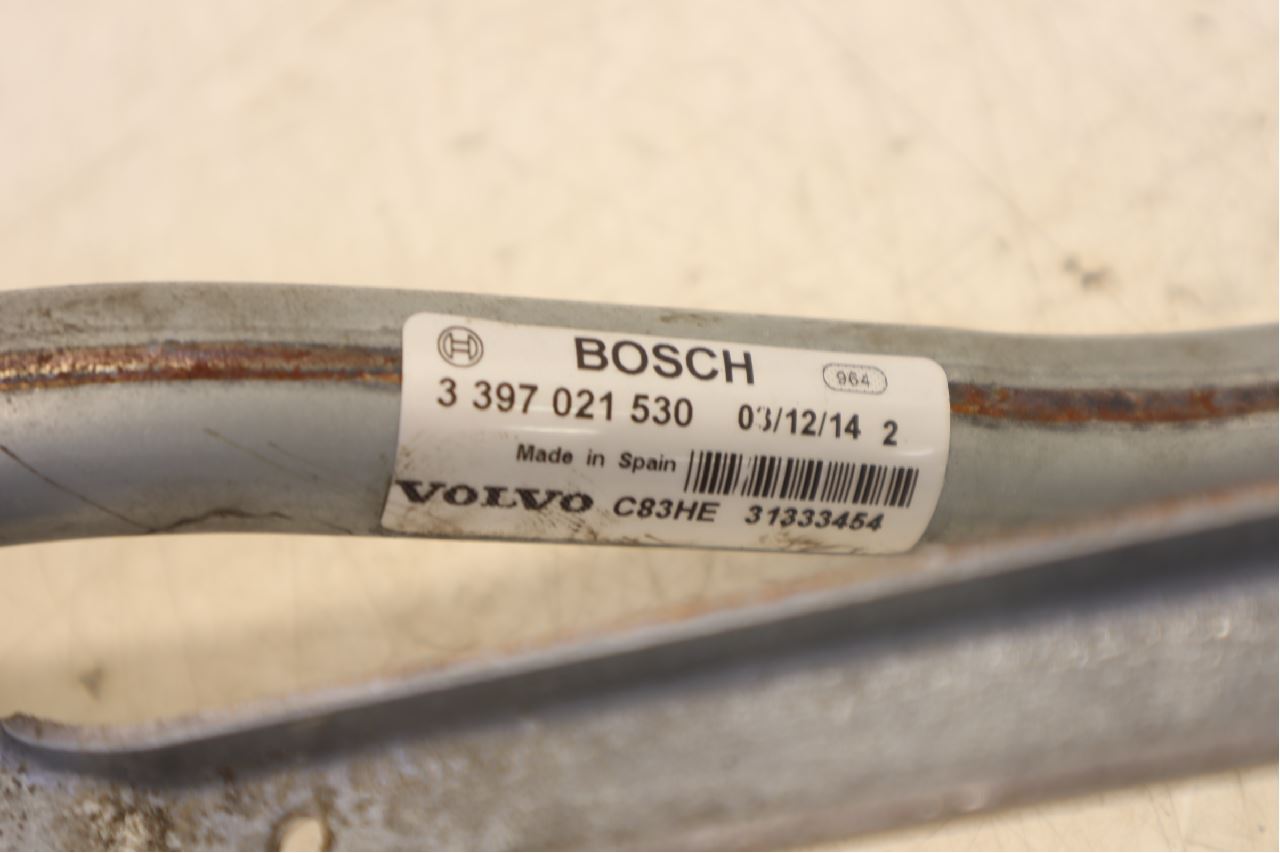 BOSCH 964
3 397 021 530 03/12/14 2
Made in Spain
VOLVO C83HE 31333454